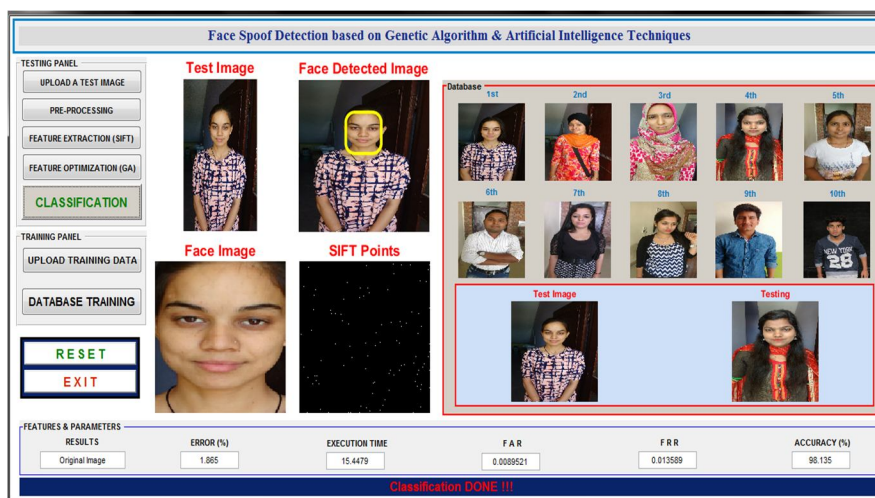 Face Spoof Detection based on Genetic Algorithm & Artificial Intelligence Techniques
TESTING PANEL
UPLOAD A TEST IMAGE
PRE-PROCESSING
FEATURE EXTRACTION (SIFT)
FEATURE OPTIMIZATION (GA)
CLASSIFICATION
TRAINING PANEL
UPLOAD TRAINING DATA
DATABASE TRAINING
R E S E T
E X I T
Test Image
Face Detected Image
Face Image
SIFT Points
Database
1st 2nd 3rd 4th 5th
6th 7th 8th 9th 10th
NEW YORK
28
Test Image
Testing
FEATURES & PARAMETERS
RESULTS ERROR (%) EXECUTION TIME F A R F R R ACCURACY (%)
Original Image 1.865 15.4479 0.0089521 0.013589 98.135
Classification DONE !!!